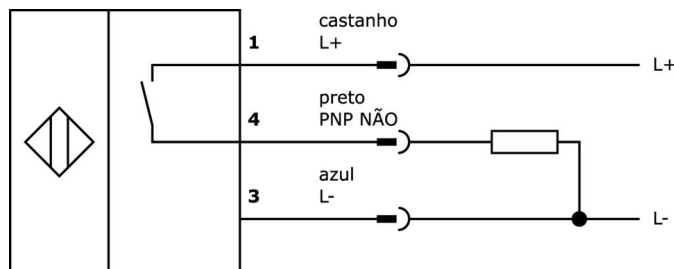 castanho
1 L+
L+
preto
4 PNP NÃO
azul
3 L-
L-